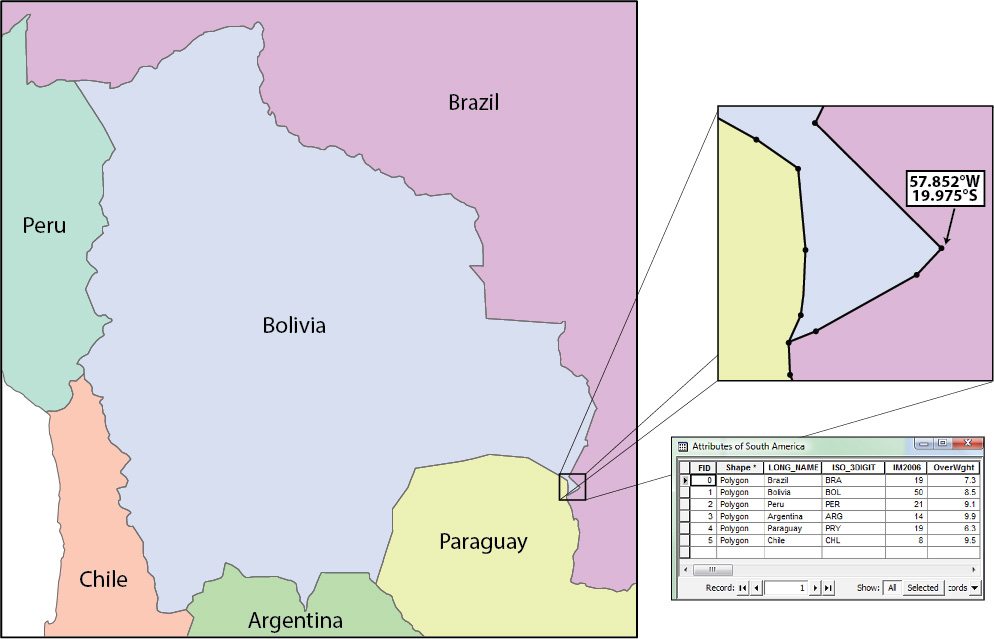 Brazil
Peru
Bolivia
Paraguay
Chile
Argentina
57.852°W
19.975°S
Attributes of South America
FID Shape * LONG_NAME ISO_3DIGIT IM2006 OverWght
0 Polygon Brazil BRA 19 7.3
1 Polygon Bolivia BOL 50 8.5
2 Polygon Peru PER 21 9.1
3 Polygon Argentina ARG 14 9.9
4 Polygon Paraguay PRY 19 6.3
5 Polygon Chile CHL 8 9.5
Record: 1 Show: All Selected cords